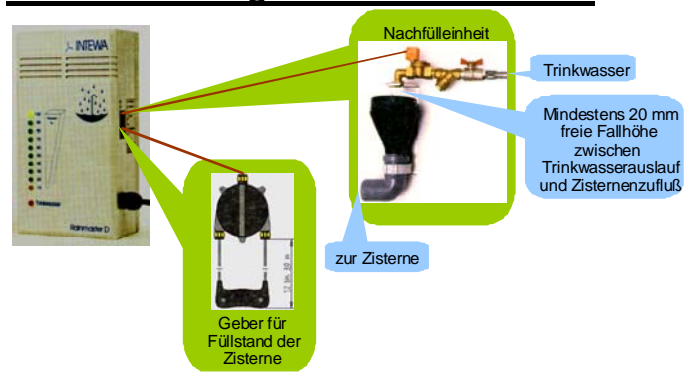 Nachfülleinheit
INTEWA
Trinkwasser
Mindestens 20 mm
freie Fallhöhe
zwischen
Trinkwasserauslauf
und Zisternenzufluß
Trinkwasser
Rainmaster D
zur Zisterne
Geber für
Füllstand der
Zisterne